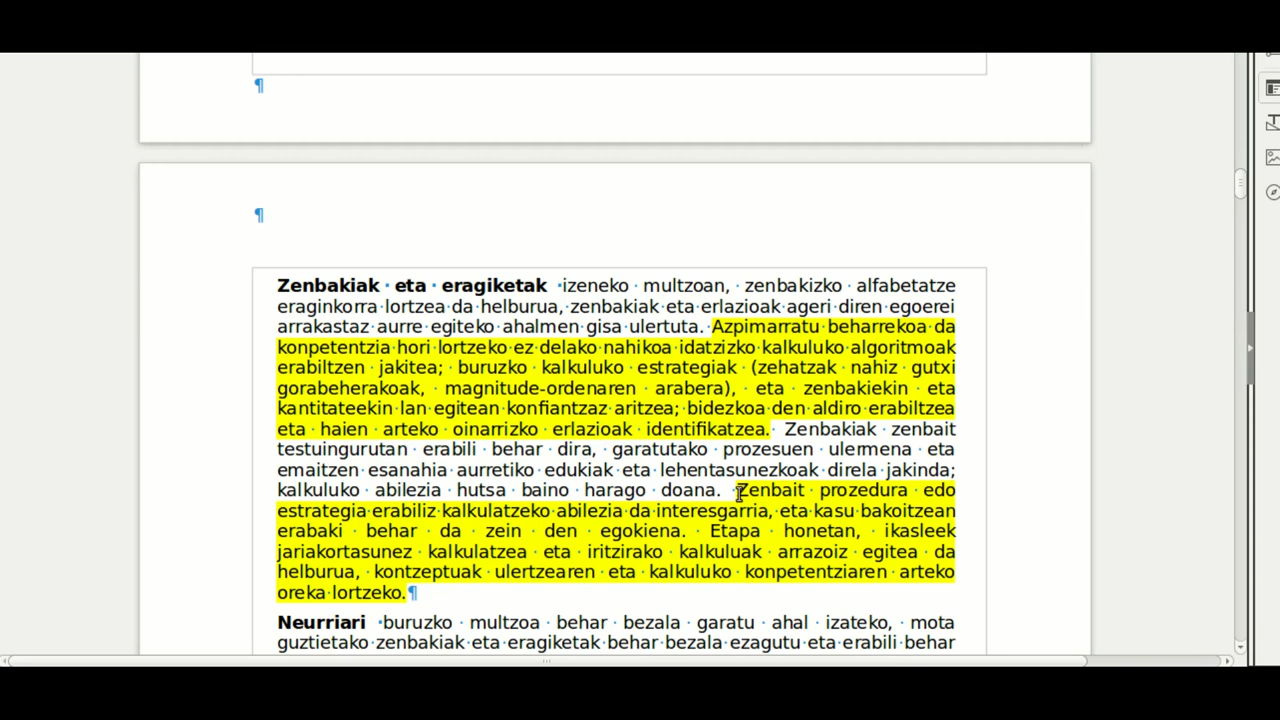 Zenbakiak eta eragiketak izeneko multzoan, zenbakizko alfabetatze
eraginkorra lortzea da helburua, zenbakiak eta erlazioak ageri diren egoerei
arrakastaz aurre egiteko ahalmen gisa ulertuta. Azpimarratu beharrekoa da
konpetentzia hori lortzeko ez delako nahikoa idatzizko kalkuluko algoritmoak
erabiltzen jakitea; buruzko kalkuluko estrategiak (zehatzak nahiz gutxi
gorabeherakoak, magnitude-ordenaren arabera), eta zenbakiekin eta
kantitateekin lan egitean konfiantzaz aritzea; bidezkoa den aldiro erabiltzea
eta haien arteko oinarrizko erlazioak identifikatzea. Zenbakiak zenbait
testuingurutan erabili behar dira, garatutako prozesuen ulermena eta
emaitzen esanahia aurretiko edukiak eta lehentasunezkoak direla jakinda;
kalkuluko abilezia hutsa baino harago doana. Zenbait prozedura edo
estrategia erabiliz kalkulatzeko abilezia da interesgarria, eta kasu bakoitzean
erabaki behar da zein den egokiena. Etapa honetan, ikasleek
jariakortasunez kalkulatzea eta iritzirako kalkuluak arrazoiz egitea da
helburua, kontzeptuak ulertzearen eta kalkuluko konpetentziaren arteko
oreka lortzeko.¶
Neurriari buruzko multzoa behar bezala garatu ahal izateko, mota
guztietako zenbakiak eta eragiketak behar bezala ezagutu eta erabili behar